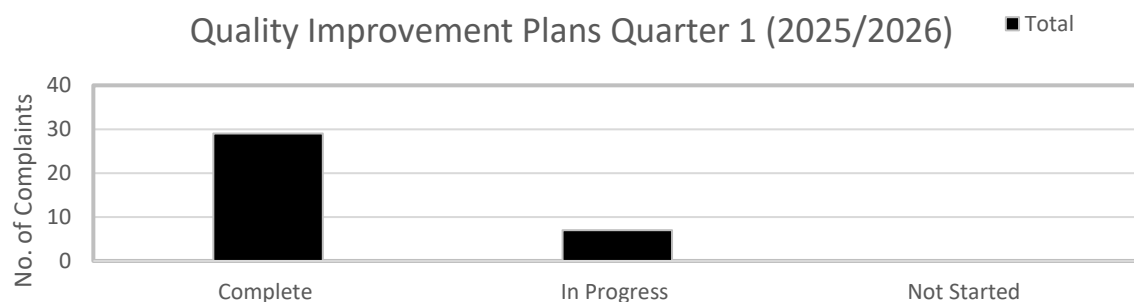 Quality Improvement Plans Quarter 1 (2025/2026)
Total
No. of Complaints
40
30
20
10
0
Complete
In Progress
Not Started